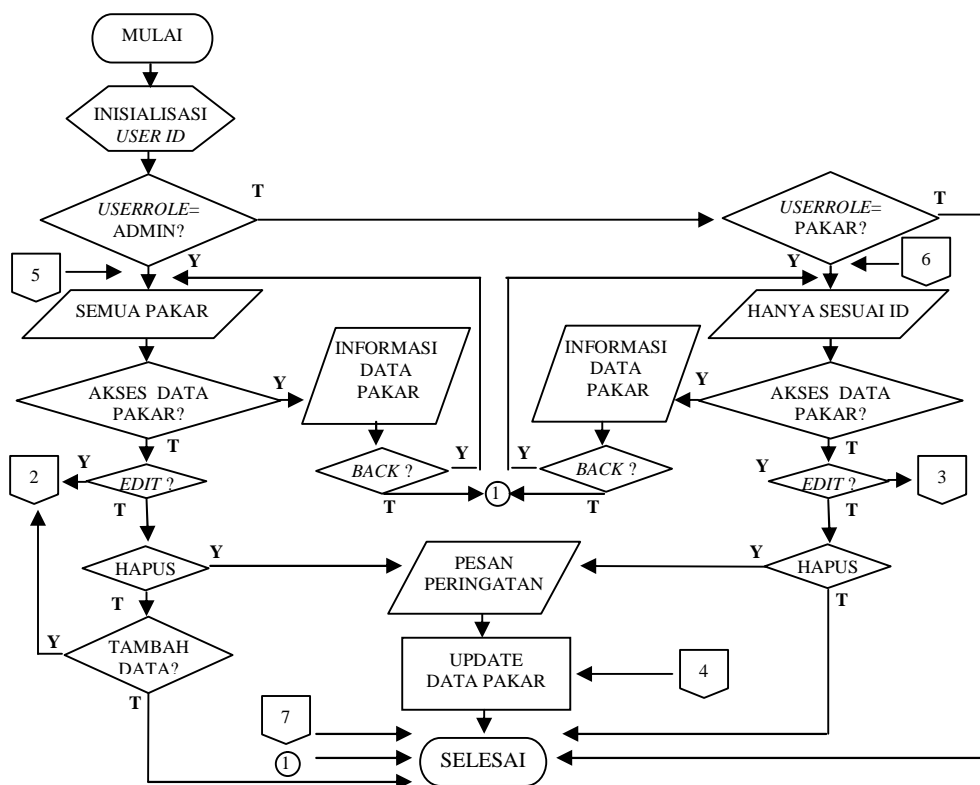 MULAI
INISIALISASI
USER ID
T
USERROLE=
ADMIN?
USERROLE=
PAKAR?
T
5
Y
Y
6
SEMUA PAKAR
HANYA SESUAI ID
INFORMASI
DATA
PAKAR
INFORMASI
DATA
PAKAR
AKSES DATA
PAKAR?
Y
Y
AKSES DATA
PAKAR?
T
BACK ?
Y
Y
BACK ?
T
2
Y
EDIT ?
T
T
1
T
Y
EDIT ?
T
3
HAPUS
Y
PESAN
PERINGATAN
Y
HAPUS
T
T
Y
TAMBAH
DATA?
T
UPDATE
DATA PAKAR
4
7
1
SELESAI